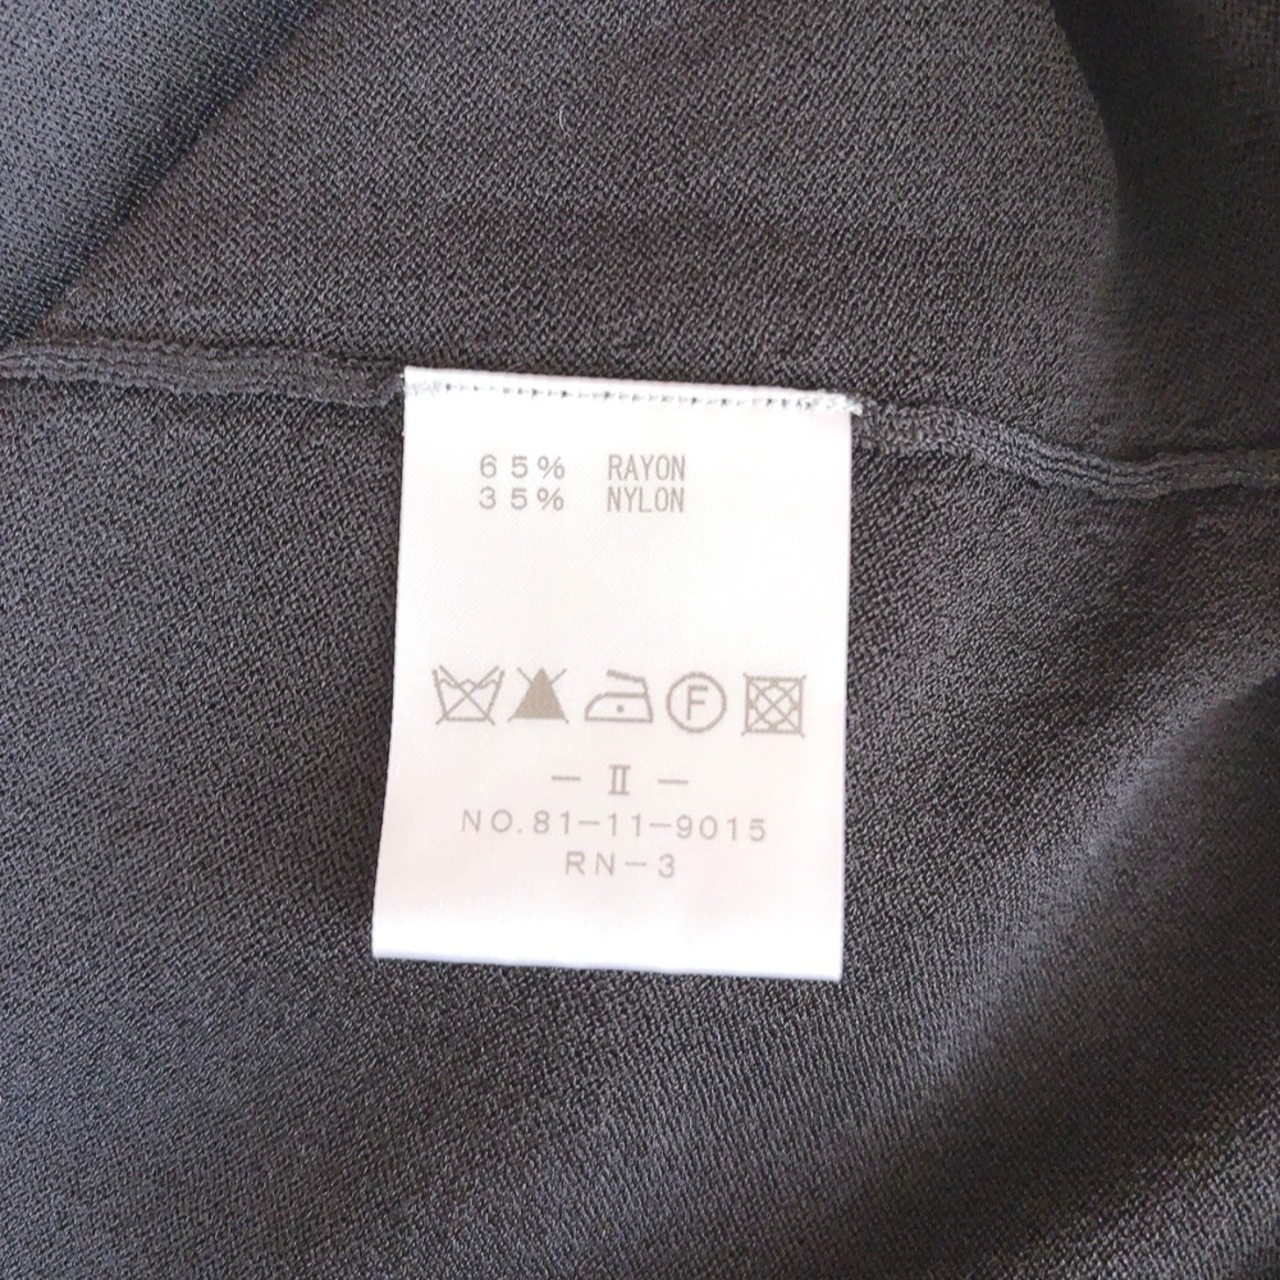 65% RAYON
35% NYLON
F
— II —
NO.81-11-9015
RN-3